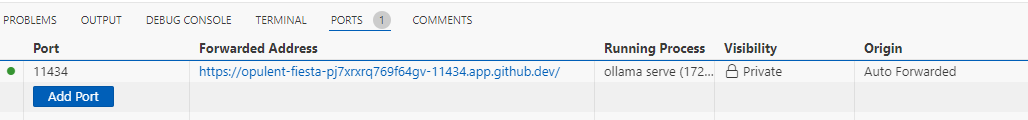 PROBLEMS OUTPUT DEBUG CONSOLE TERMINAL PORTS 1 COMMENTS
Port Forwarded Address Running Process Visibility Origin
11434 https://opulent-fiesta-pj7xrxrq769f64gv-11434.app.github.dev/ ollama serve (172... Private Auto Forwarded
Add Port